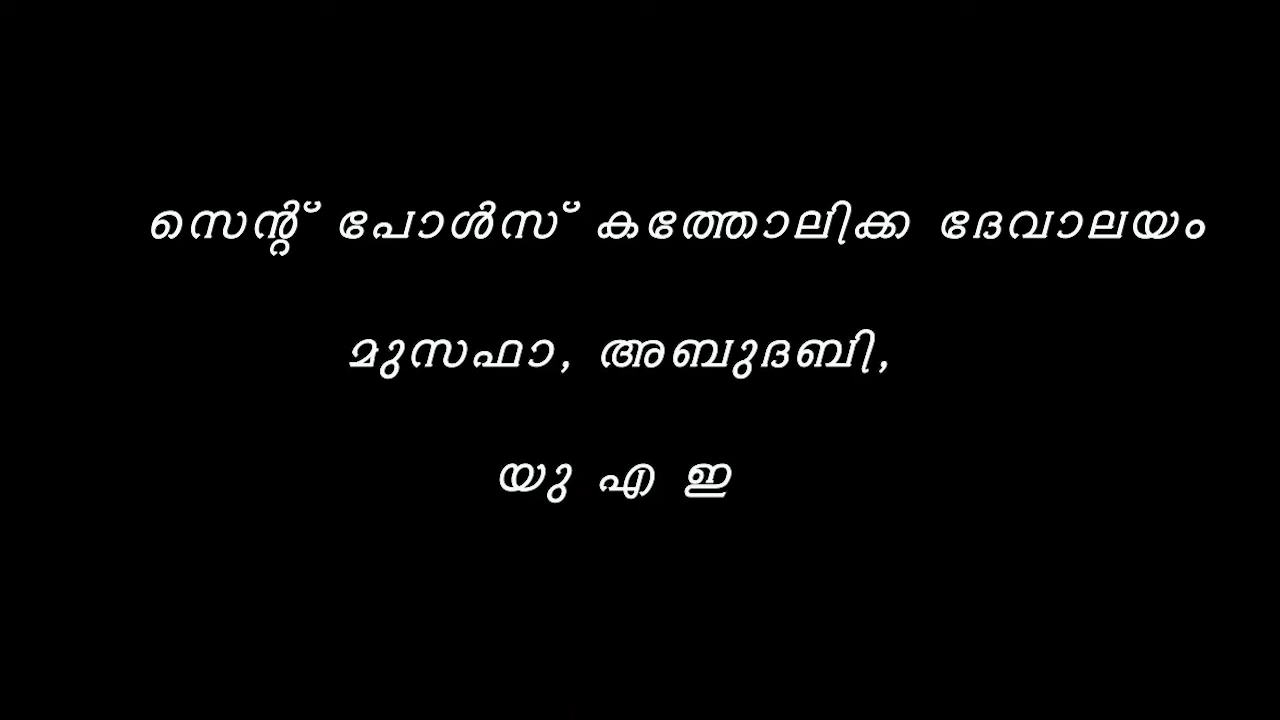 സെന്റ് പോൾസ് കത്തോലിക്ക ദേവാലയം
മുസഫാ, അബുദബി,
യു എ ഇ